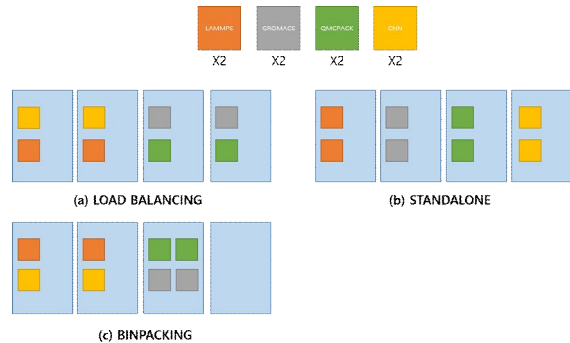 LAMMPS GROMACS QMCPACK CNN
X2 X2 X2 X2
(a) LOAD BALANCING (b) STANDALONE
(c) BINPACKING